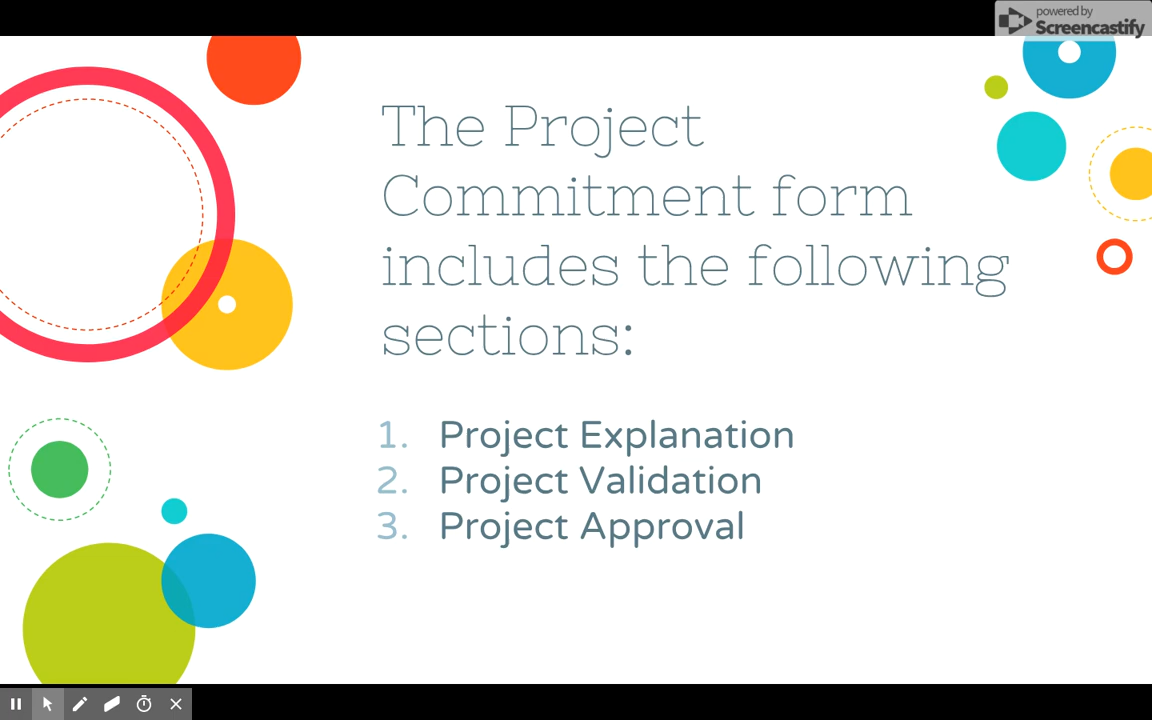 powered by
Screencastify
The Project
Commitment form
includes the following
sections:
1. Project Explanation
2. Project Validation
3. Project Approval